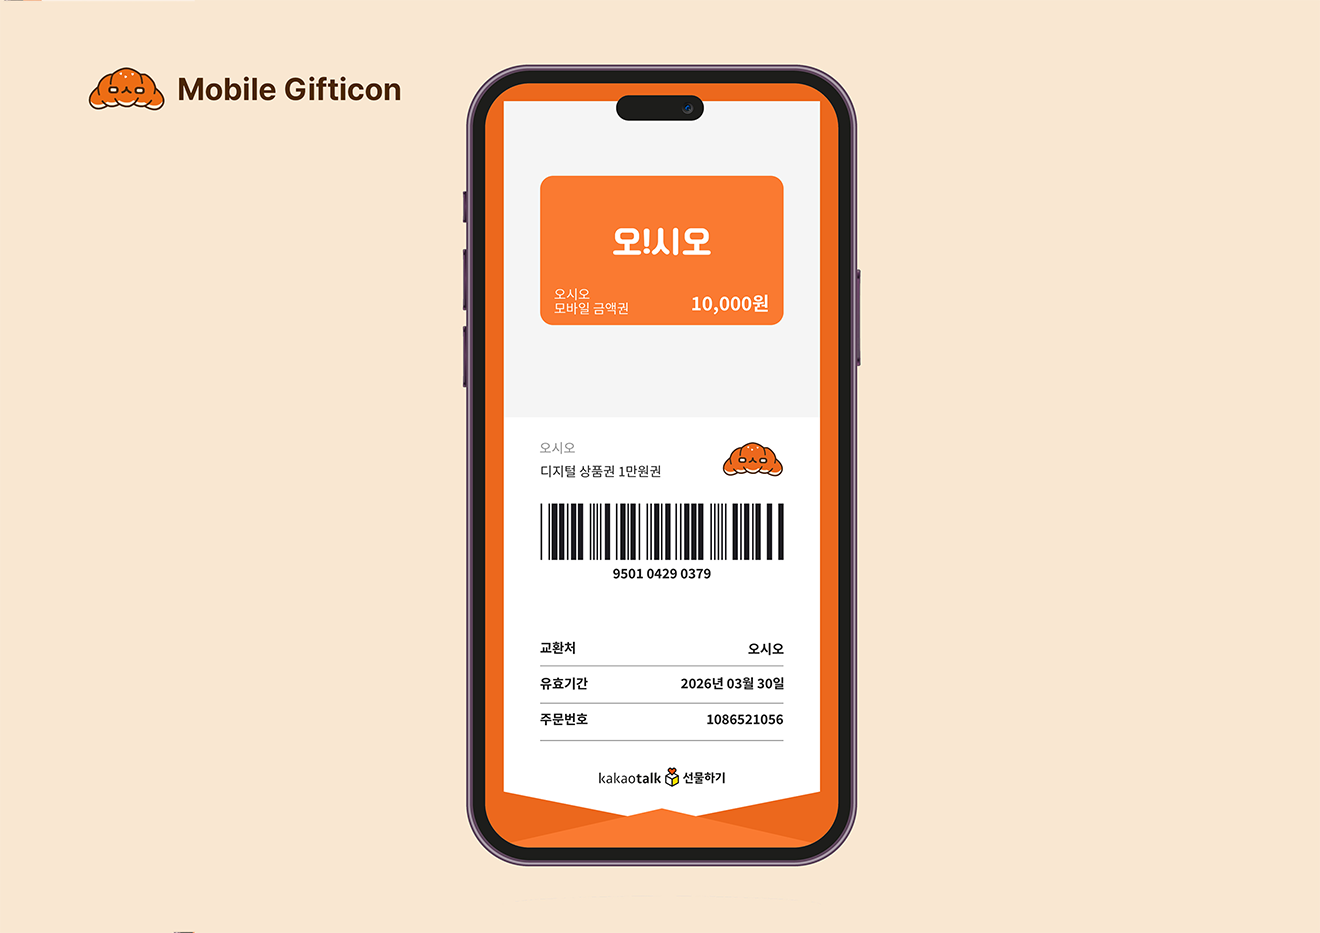 Mobile Gifticon
오!시오
오시오
모바일 금액권
10,000원
오시오
디지털 상품권 1만원권
9501 0429 0379
교환처 오시오
유효기간 2026년 03월 30일
주문번호 1086521056
kakaotalk 선물하기